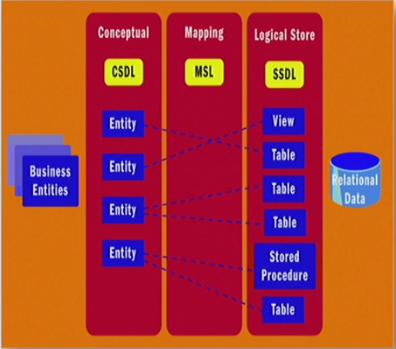 Conceptual
Mapping
Logical Store
CSDL
MSL
SSDL
Entity
Entity
Entity
Entity
View
Table
Table
Table
Stored
Procedure
Table
Business
Entities
Relational
Data